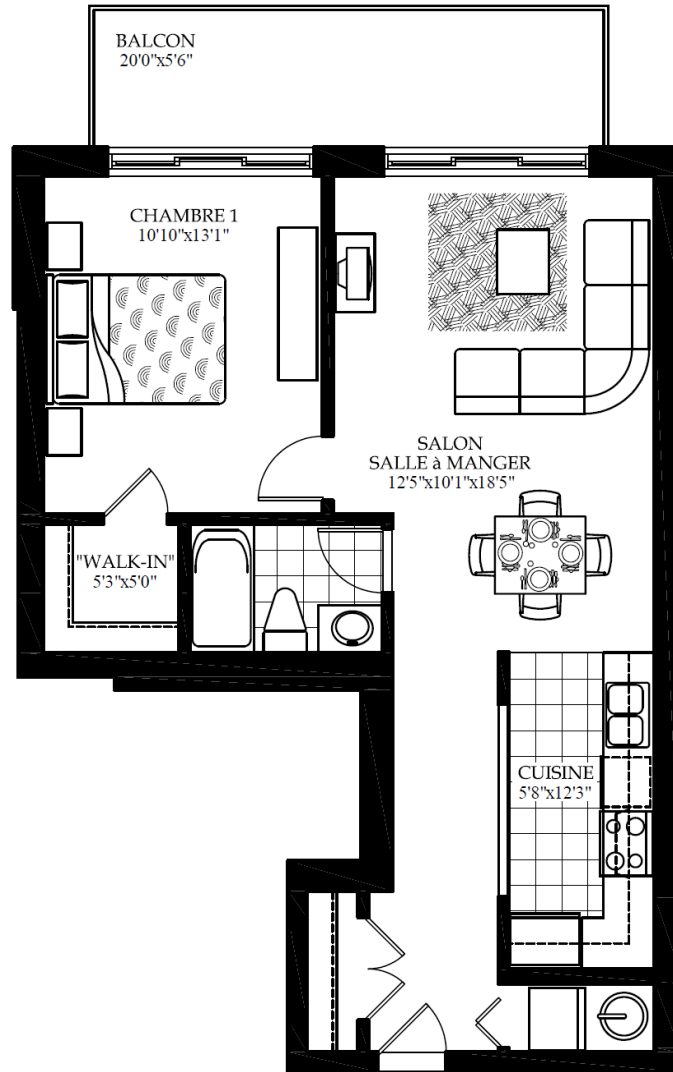 BALCON
20'0"x5'6"
CHAMBRE 1
10'10"x13'1"
SALON
SALLE à MANGER
12'5"x10'1"x18'5"
"WALK-IN"
5'3"x5'0"
CUISINE
5'8"x12'3"